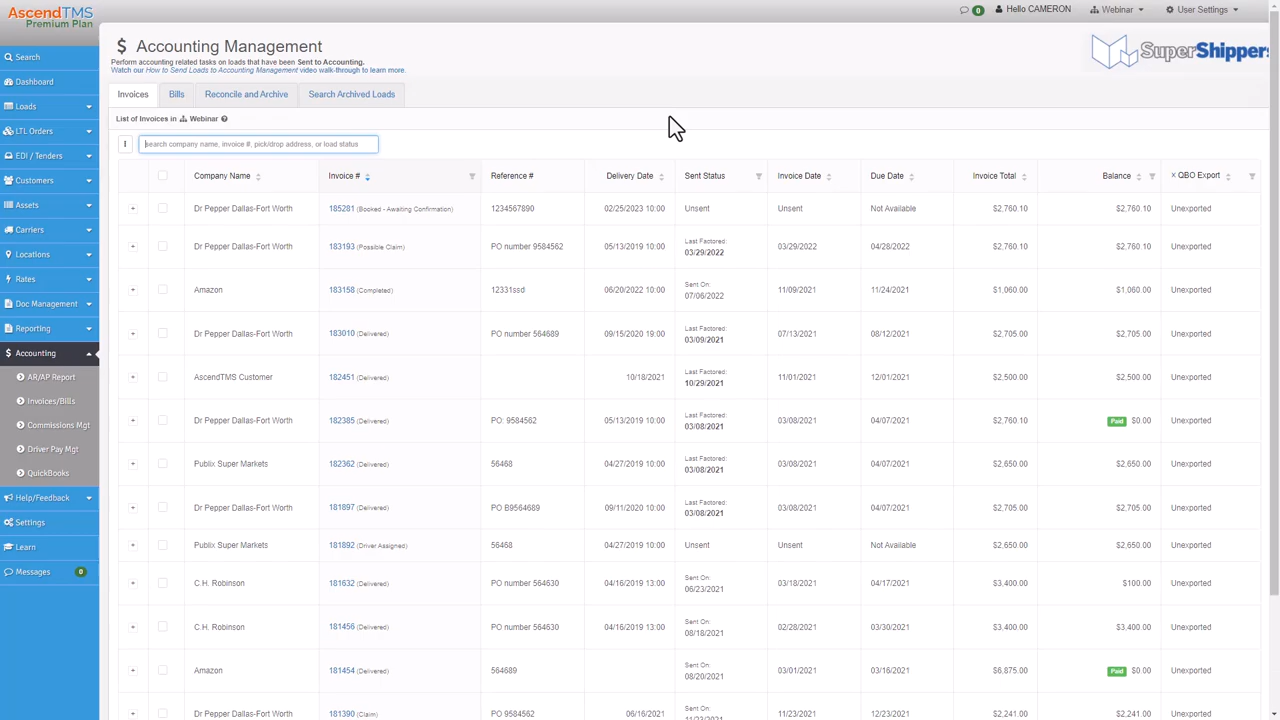 AscendTMS
Premium Plan
0 Hello CAMERON Webinar User Settings
Search
Dashboard
Loads
LTL Orders
EDI / Tenders
Customers
Assets
Carriers
Locations
Rates
Doc Management
Reporting
Accounting
AR/AP Report
Invoices/Bills
Commissions Mgt
Driver Pay Mgt
QuickBooks
Help/Feedback
Settings
Learn
Messages 0
$ Accounting Management
Perform accounting related tasks on loads that have been Sent to Accounting.
Watch our How to Send Loads to Accounting Management video walk-through to learn more.
SuperShippers
Invoices Bills Reconcile and Archive Search Archived Loads
List of Invoices in Webinar
search company name, invoice #, pick/drop address, or load status
Company Name Invoice # Reference # Delivery Date Sent Status Invoice Date Due Date Invoice Total Balance X QBO Export
+ Dr Pepper Dallas-Fort Worth 185281 (Booked - Awaiting Confirmation) 1234567890 02/25/2023 10:00 Unsent Unsent Not Available $2,760.10 $2,760.10 Unexported
+ Dr Pepper Dallas-Fort Worth 183193 (Possible Claim) PO number 9584562 05/13/2019 10:00 Last Factored: 03/29/2022 03/29/2022 04/28/2022 $2,760.10 $2,760.10 Unexported
+ Amazon 183158 (Completed) 12331ssd 06/20/2022 10:00 Sent On: 07/06/2022 11/09/2021 11/24/2021 $1,060.00 $1,060.00 Unexported
+ Dr Pepper Dallas-Fort Worth 183010 (Delivered) PO number 564689 09/15/2020 19:00 Last Factored: 03/09/2021 07/13/2021 08/12/2021 $2,705.00 $2,705.00 Unexported
+ AscendTMS Customer 182451 (Delivered) 10/18/2021 Last Factored: 10/29/2021 11/01/2021 12/01/2021 $2,500.00 $2,500.00 Unexported
+ Dr Pepper Dallas-Fort Worth 182385 (Delivered) PO: 9584562 05/13/2019 10:00 Last Factored: 03/08/2021 03/08/2021 04/07/2021 $2,760.10 Paid $0.00 Unexported
+ Publix Super Markets 182362 (Delivered) 56468 04/27/2019 10:00 Last Factored: 03/08/2021 03/08/2021 04/07/2021 $2,650.00 $2,650.00 Unexported
+ Dr Pepper Dallas-Fort Worth 181897 (Delivered) PO B9564689 09/11/2020 10:00 Last Factored: 03/08/2021 03/08/2021 04/07/2021 $2,705.00 $2,705.00 Unexported
+ Publix Super Markets 181892 (Driver Assigned) 56468 04/27/2019 10:00 Unsent Unsent Not Available $2,650.00 $2,650.00 Unexported
+ C.H. Robinson 181632 (Delivered) PO number 564630 04/16/2019 13:00 Sent On: 06/23/2021 03/18/2021 04/17/2021 $3,400.00 $100.00 Unexported
+ C.H. Robinson 181456 (Delivered) PO number 564630 04/16/2019 13:00 Sent On: 08/18/2021 02/28/2021 03/30/2021 $3,400.00 $3,400.00 Unexported
+ Amazon 181454 (Delivered) 564689 Sent On: 08/20/2021 03/01/2021 03/16/2021 $6,875.00 Paid $0.00 Unexported
+ Dr Pepper Dallas-Fort Worth 181390 (Claim) PO 9584562 06/16/2021 Sent On: 11/23/2021 11/23/2021 12/23/2021 $2,241.00 $2,241.00 Unexported